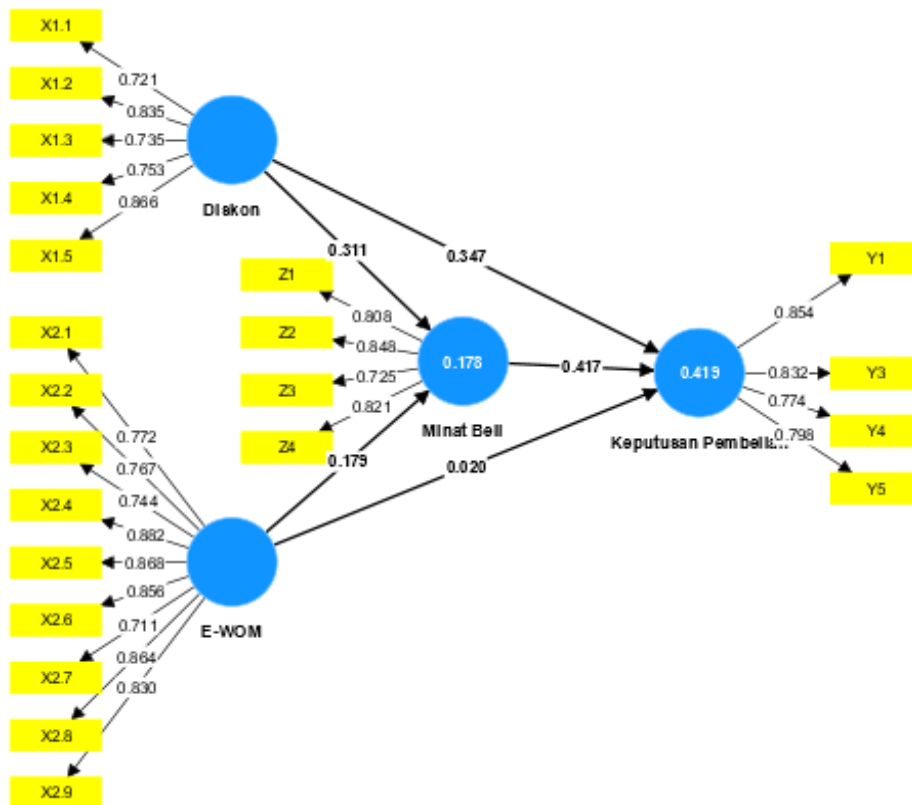 X1.1
0.721
X1.2
0.835
X1.3
0.735
X1.4
0.753
X1.5
0.866
Diskon
0.311
0.347
X2.1
0.772
X2.2
0.767
X2.3
0.744
X2.4
0.882
X2.5
0.868
X2.6
0.856
X2.7
0.711
X2.8
0.864
X2.9
0.830
E-WOM
0.179
0.020
Z1
0.808
Z2
0.848
Z3
0.725
Z4
0.821
0.178
Minat Beli
0.417
0.419
Keputusan Pembelia...
Y1
0.854
Y3
0.832
Y4
0.774
Y5
0.798